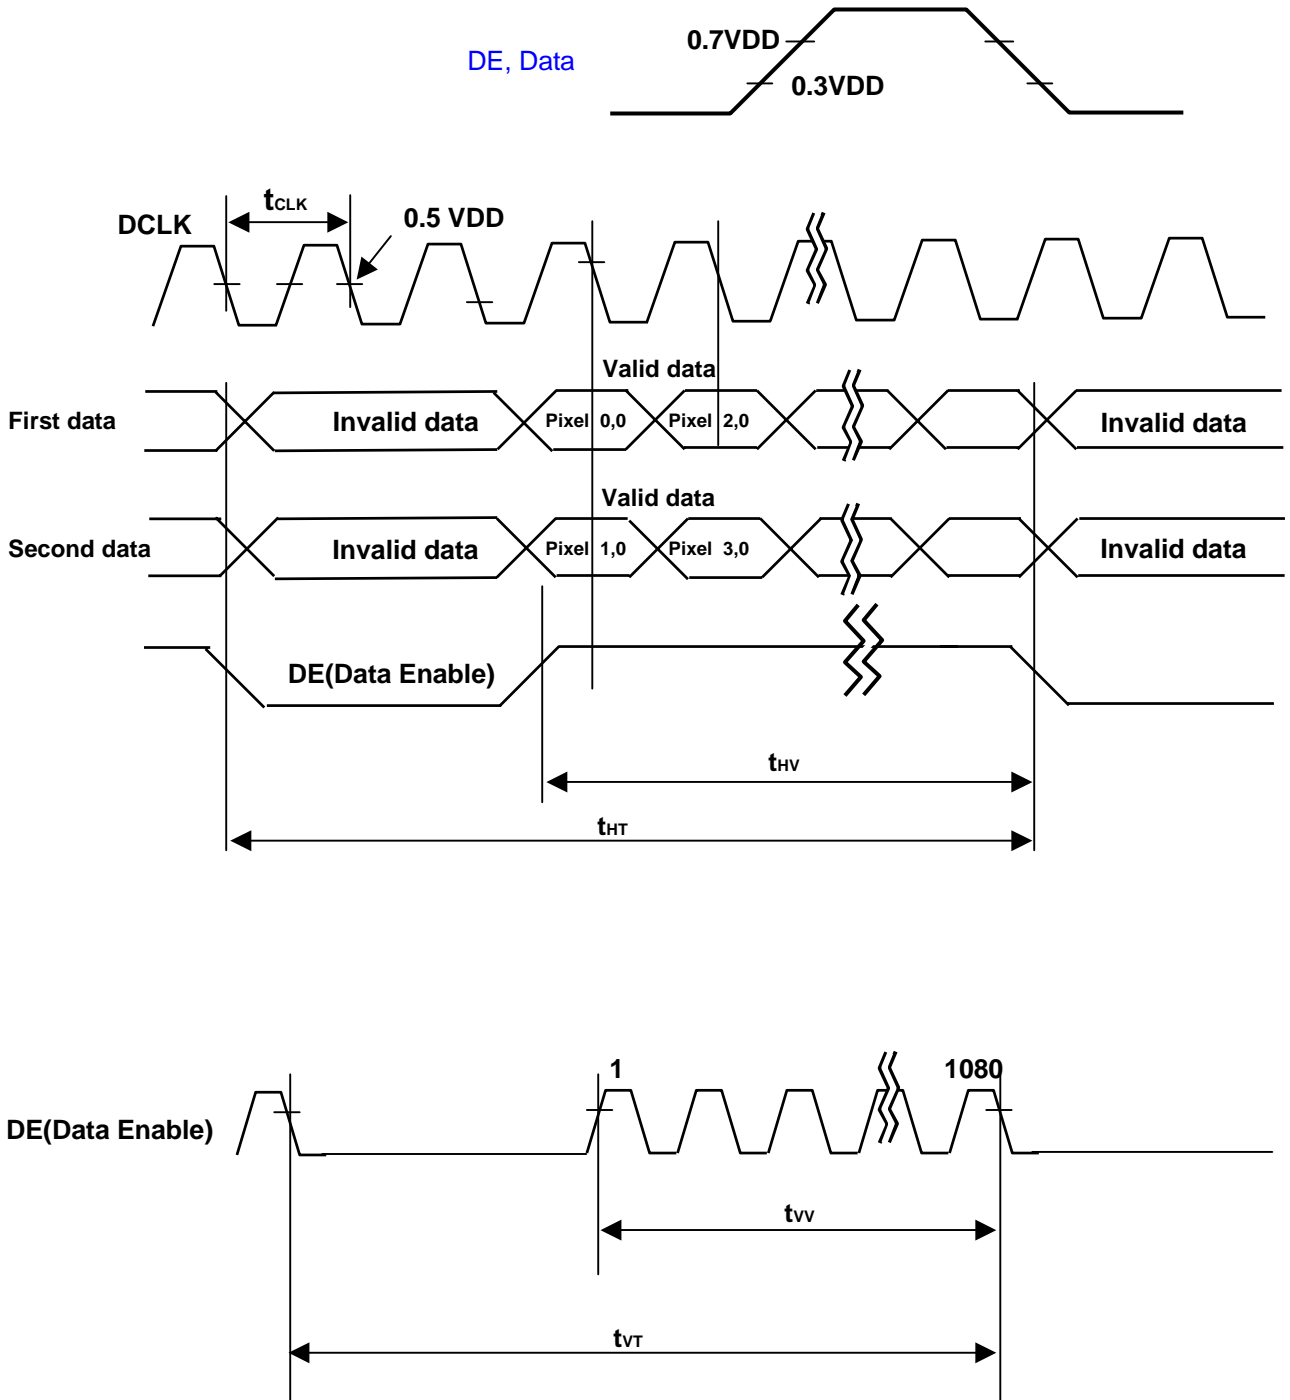 0.7VDD
DE, Data
0.3VDD
tCLK
DCLK
0.5 VDD
Valid data
First data
Invalid data
Pixel 0,0
Pixel 2,0
Invalid data
Valid data
Second data
Invalid data
Pixel 1,0
Pixel 3,0
Invalid data
DE(Data Enable)
tHV
tHT
1
1080
DE(Data Enable)
tVV
tVT